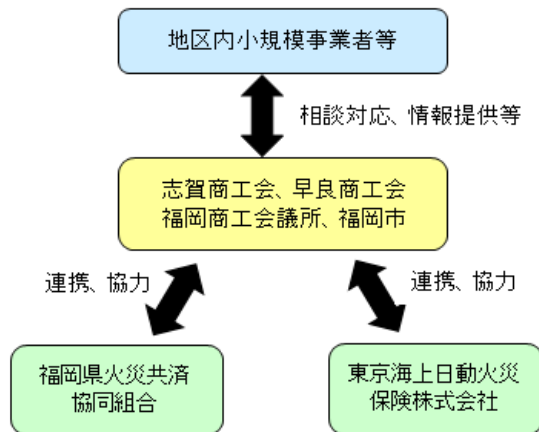 地区内小規模事業者等
相談対応、情報提供等
志賀商工会、早良商工会
福岡商工会議所、福岡市
連携、協力
連携、協力
福岡県火災共済
協同組合
東京海上日動火災
保険株式会社